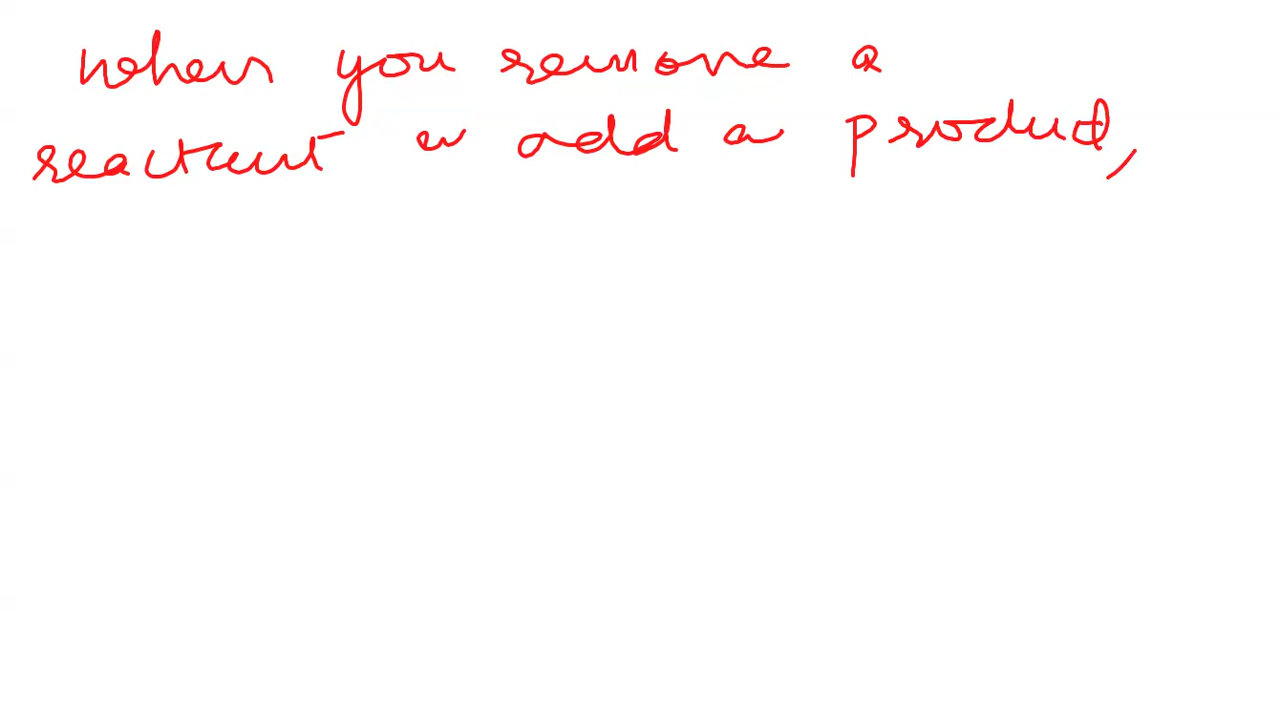 when you remove a
reactant or add a product,